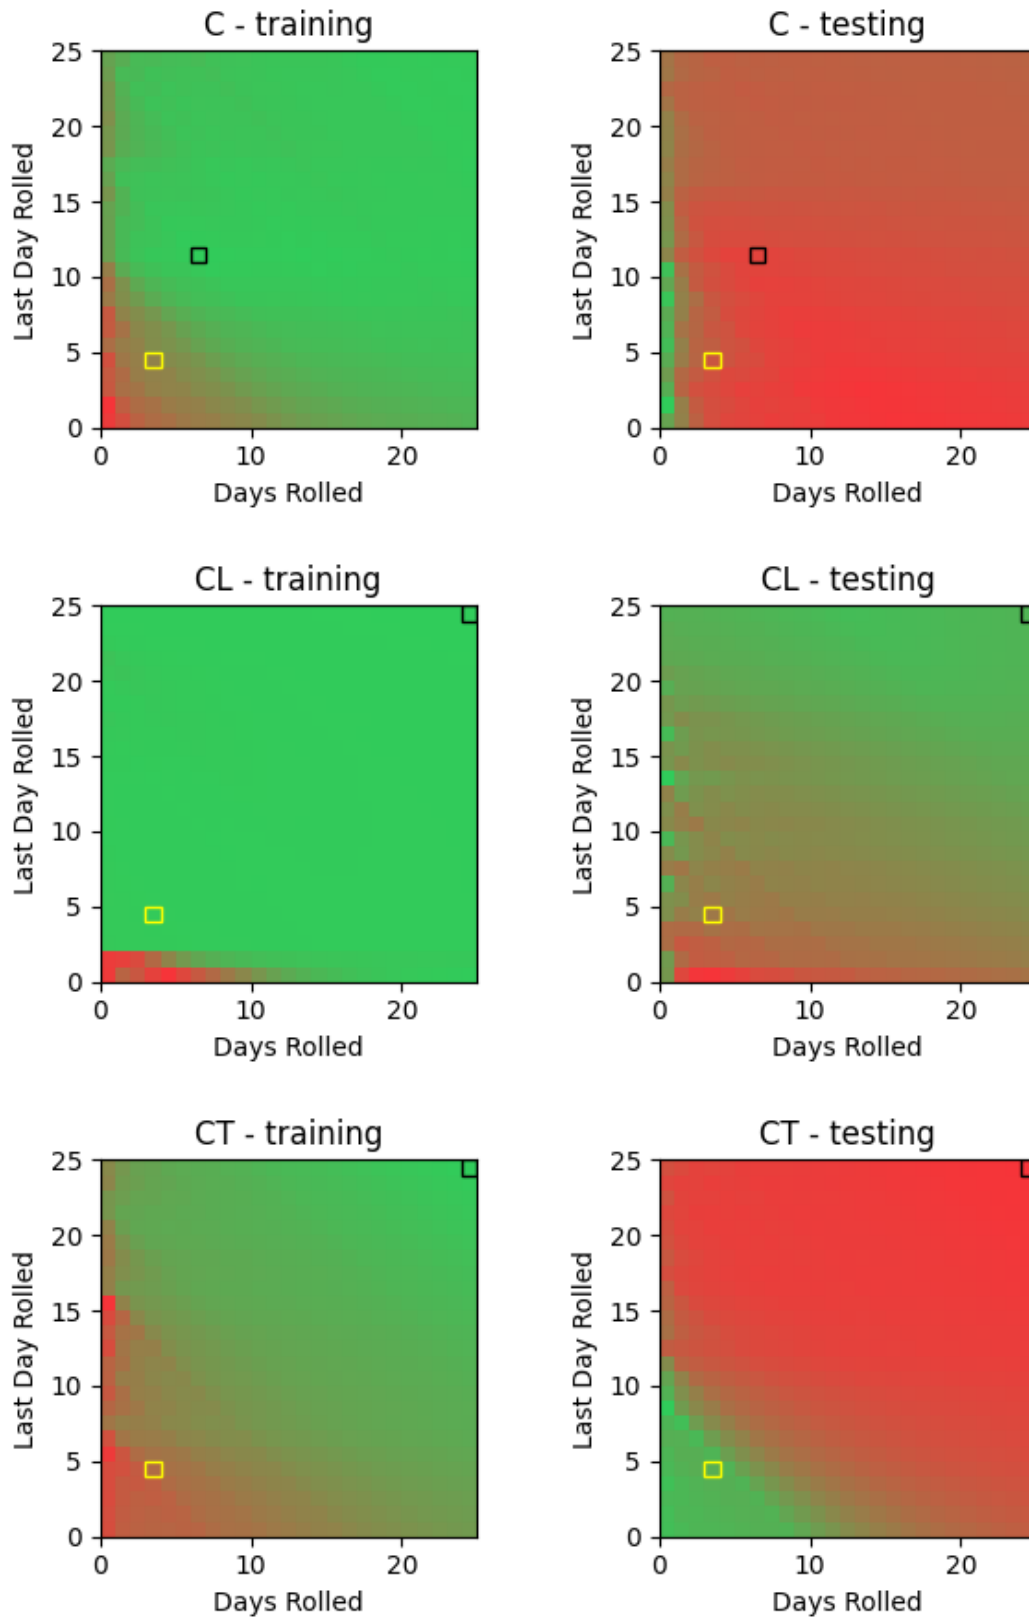 C - training
25
20
15
10
5
0
Last Day Rolled
0 10 20
Days Rolled
C - testing
25
20
15
10
5
0
Last Day Rolled
0 10 20
Days Rolled
CL - training
25
20
15
10
5
0
Last Day Rolled
0 10 20
Days Rolled
CL - testing
25
20
15
10
5
0
Last Day Rolled
0 10 20
Days Rolled
CT - training
25
20
15
10
5
0
Last Day Rolled
0 10 20
Days Rolled
CT - testing
25
20
15
10
5
0
Last Day Rolled
0 10 20
Days Rolled